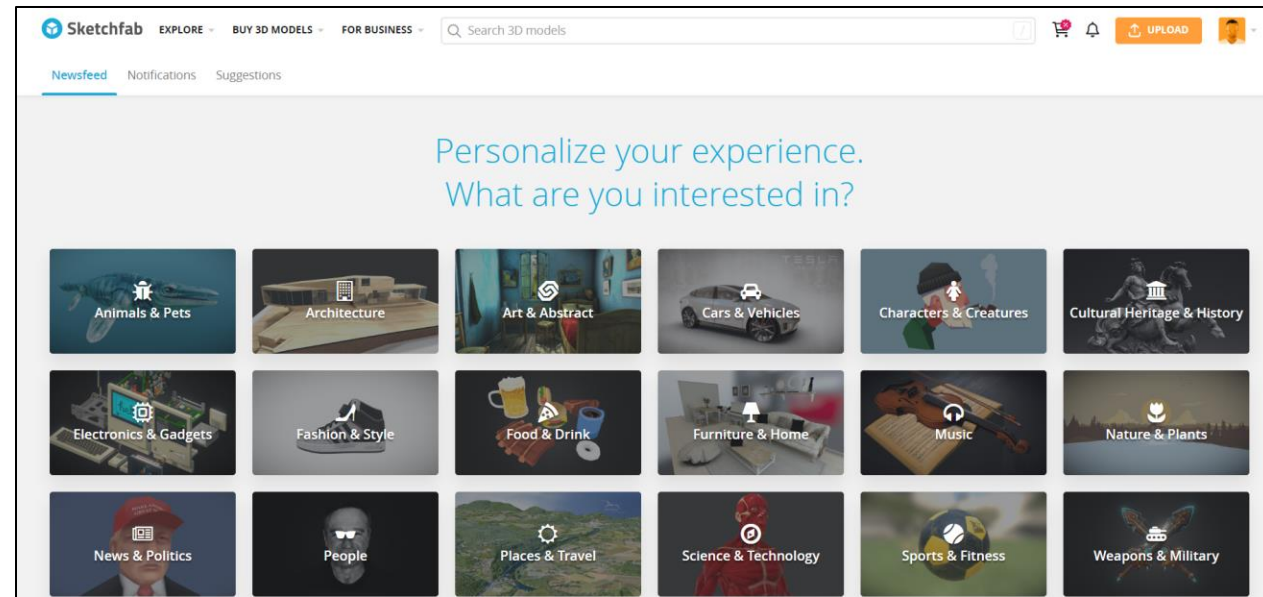 Sketchfab EXPLORE BUY 3D MODELS FOR BUSINESS Search 3D models / UPLOAD
Newsfeed Notifications Suggestions
Personalize your experience.
What are you interested in?
TESLA
Animals & Pets Architecture Art & Abstract Cars & Vehicles Characters & Creatures Cultural Heritage & History
Electronics & Gadgets Fashion & Style Food & Drink Furniture & Home Music Nature & Plants
News & Politics People Places & Travel Science & Technology Sports & Fitness Weapons & Military